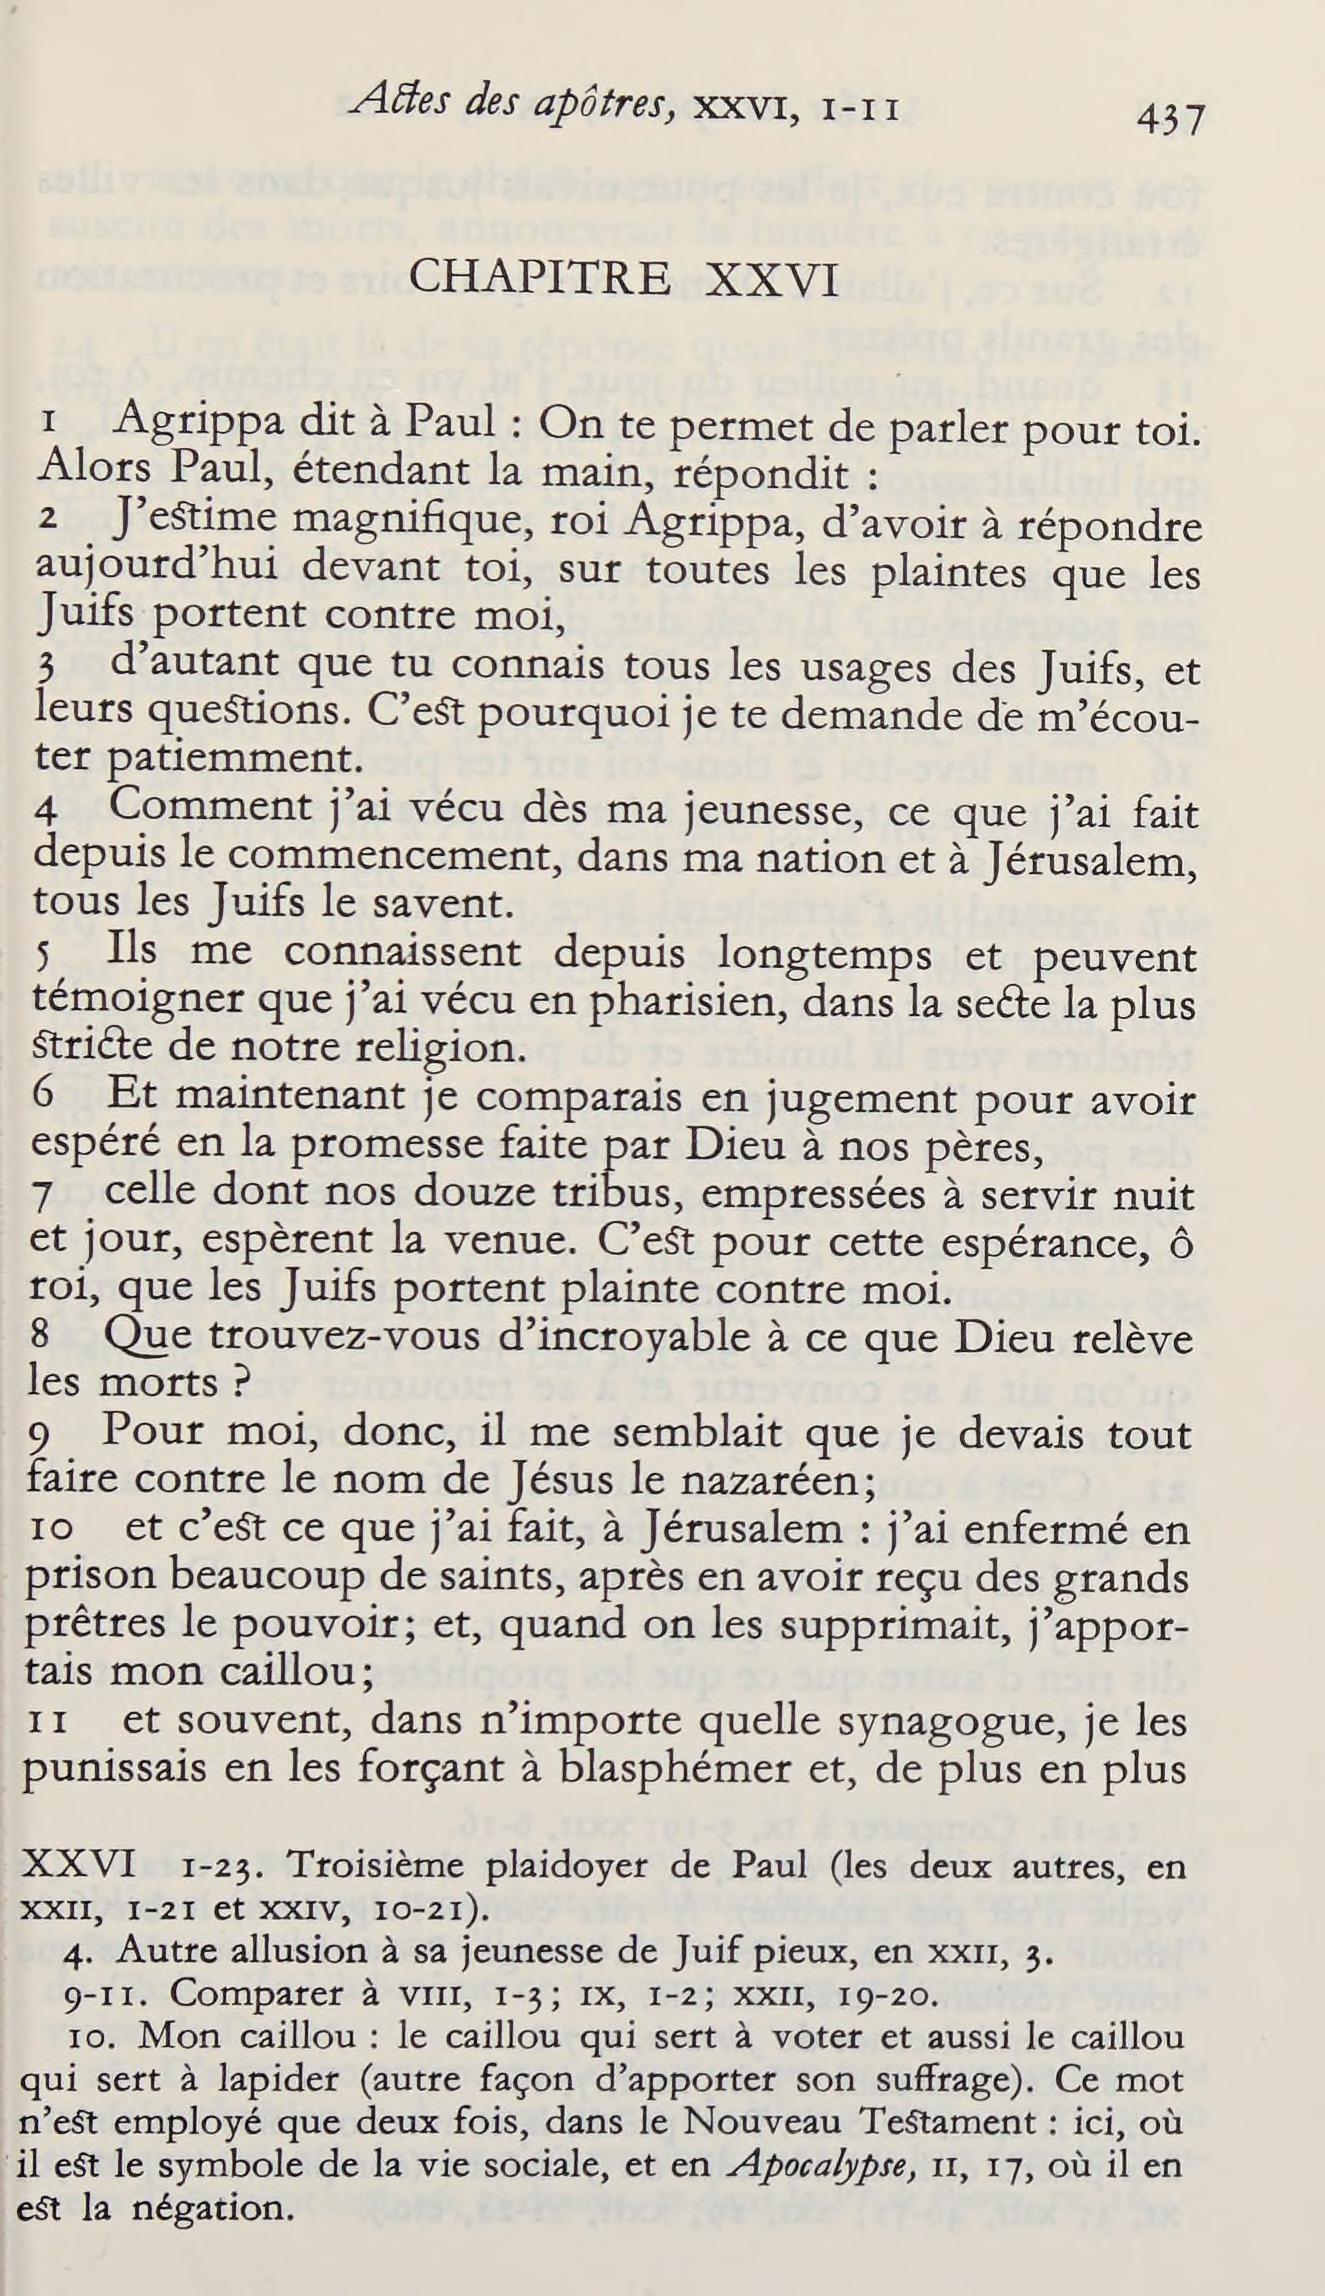 Actes des apôtres, XXVI, 1-11
437
CHAPITRE XXVI
1 Agrippa dit à Paul : On te permet de parler pour toi.
Alors Paul, étendant la main, répondit :
2 J’estime magnifique, roi Agrippa, d’avoir à répondre
aujourd’hui devant toi, sur toutes les plaintes que les
Juifs portent contre moi,
3 d’autant que tu connais tous les usages des Juifs, et
leurs questions. C’est pourquoi je te demande de m’écou-
ter patiemment.
4 Comment j’ai vécu dès ma jeunesse, ce que j’ai fait
depuis le commencement, dans ma nation et à Jérusalem,
tous les Juifs le savent.
5 Ils me connaissent depuis longtemps et peuvent
témoigner que j’ai vécu en pharisien, dans la secte la plus
stricte de notre religion.
6 Et maintenant je comparais en jugement pour avoir
espéré en la promesse faite par Dieu à nos pères,
7 celle dont nos douze tribus, empressées à servir nuit
et jour, espèrent la venue. C’est pour cette espérance, ô
roi, que les Juifs portent plainte contre moi.
8 Que trouvez-vous d’incroyable à ce que Dieu relève
les morts ?
9 Pour moi, donc, il me semblait que je devais tout
faire contre le nom de Jésus le nazaréen;
10 et c’est ce que j’ai fait, à Jérusalem : j’ai enfermé en
prison beaucoup de saints, après en avoir reçu des grands
prêtres le pouvoir; et, quand on les supprimait, j’appor-
tais mon caillou;
11 et souvent, dans n’importe quelle synagogue, je les
punissais en les forçant à blasphémer et, de plus en plus
XXVI 1-23. Troisième plaidoyer de Paul (les deux autres, en
XXII, 1-21 et XXIV, 10-21).
4. Autre allusion à sa jeunesse de Juif pieux, en XXII, 3.
9-11. Comparer à VIII, 1-3; IX, 1-2; XXII, 19-20.
10. Mon caillou : le caillou qui sert à voter et aussi le caillou
qui sert à lapider (autre façon d’apporter son suffrage). Ce mot
n’est employé que deux fois, dans le Nouveau Testament : ici, où
il est le symbole de la vie sociale, et en Apocalypse, II, 17, où il en
est la négation.